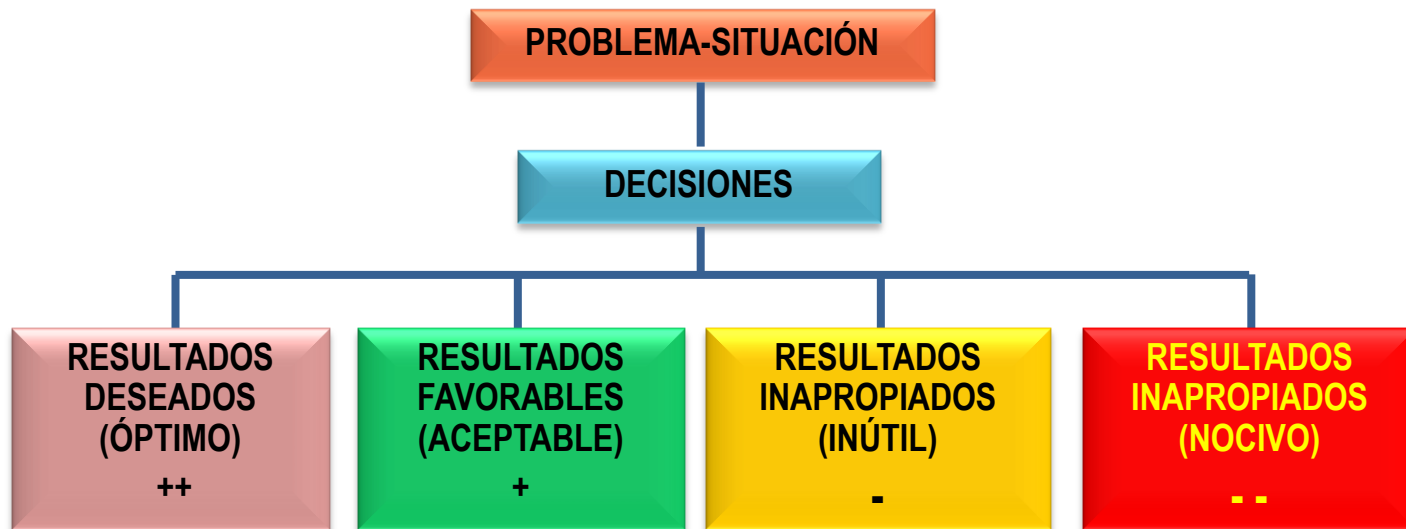 PROBLEMA-SITUACIÓN
DECISIONES
RESULTADOS
DESEADOS
(ÓPTIMO)
++
RESULTADOS
FAVORABLES
(ACEPTABLE)
+
RESULTADOS
INAPROPIADOS
(INÚTIL)
-
RESULTADOS
INAPROPIADOS
(NOCIVO)
- -